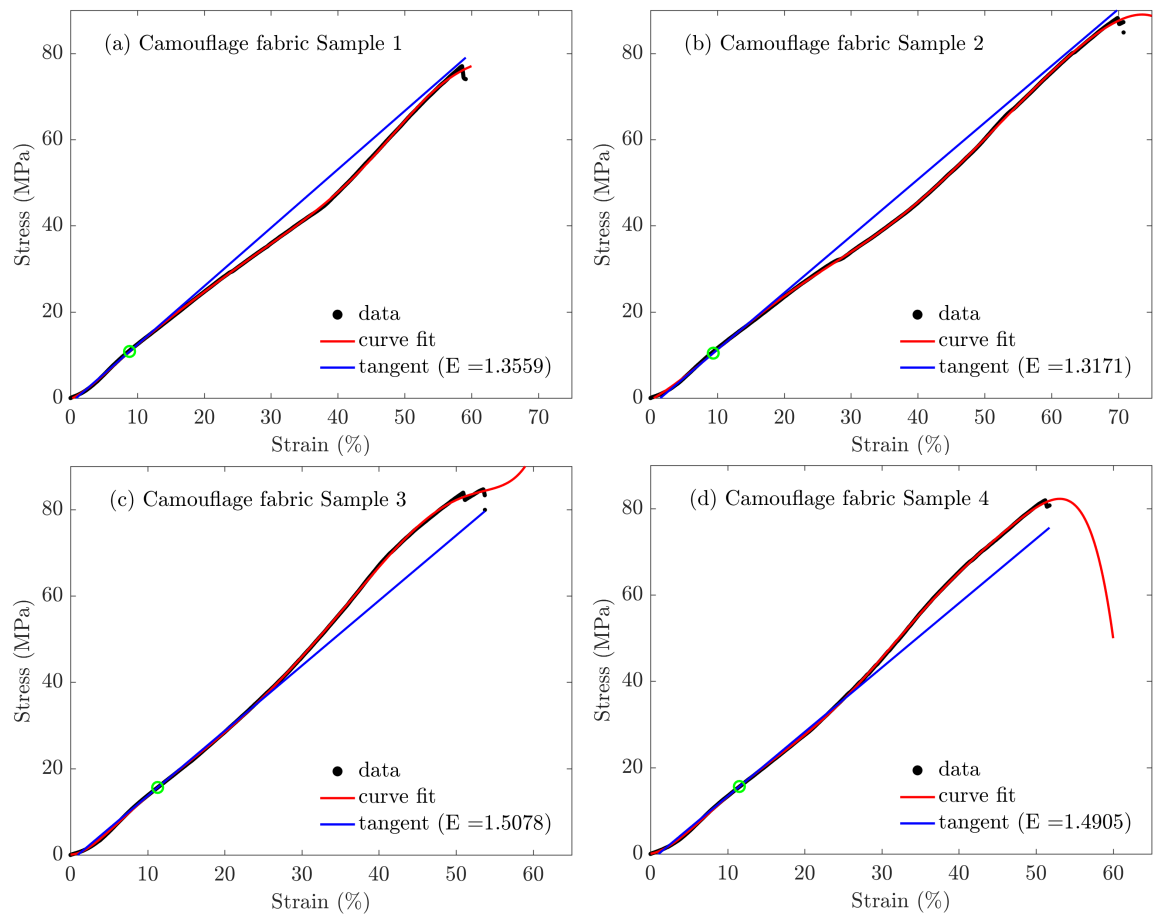 (a) Camouflage fabric Sample 1
Stress (MPa)
80
60
40
20
0
data
curve fit
tangent (E =1.3559)
0 10 20 30 40 50 60 70
Strain (%)
(b) Camouflage fabric Sample 2
Stress (MPa)
80
60
40
20
0
data
curve fit
tangent (E =1.3171)
0 10 20 30 40 50 60 70
Strain (%)
(c) Camouflage fabric Sample 3
Stress (MPa)
80
60
40
20
0
data
curve fit
tangent (E =1.5078)
0 10 20 30 40 50 60
Strain (%)
(d) Camouflage fabric Sample 4
Stress (MPa)
80
60
40
20
0
data
curve fit
tangent (E =1.4905)
0 10 20 30 40 50 60
Strain (%)